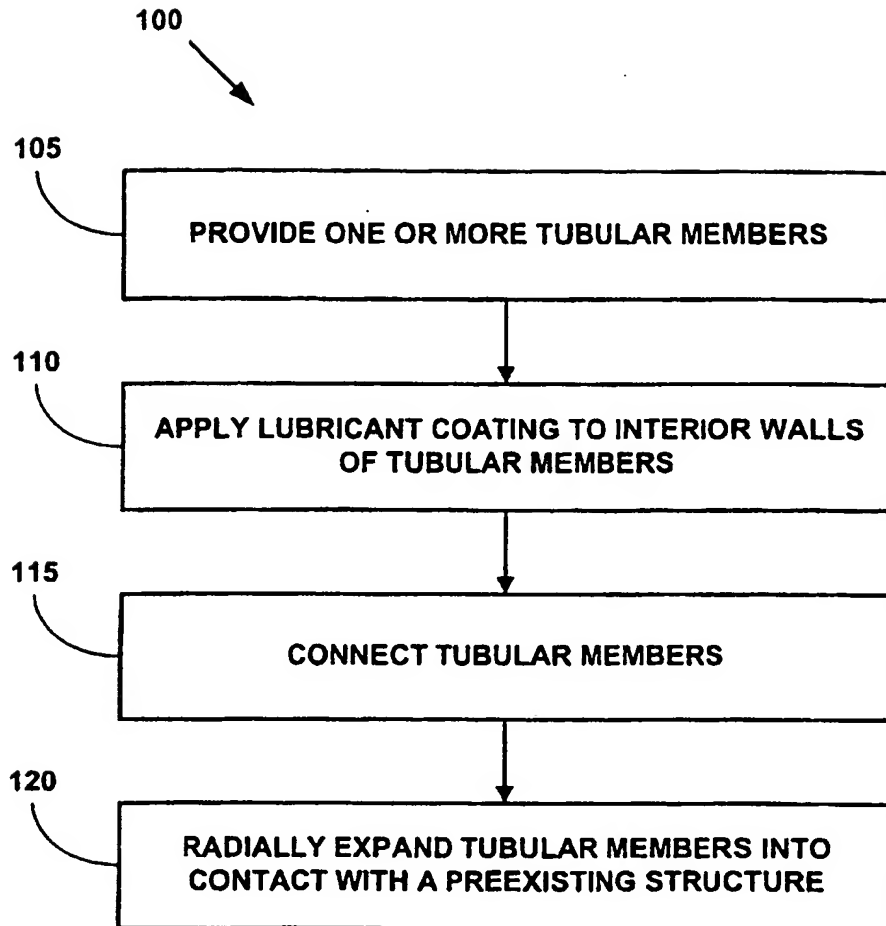 100
105
PROVIDE ONE OR MORE TUBULAR MEMBERS
110
APPLY LUBRICANT COATING TO INTERIOR WALLS
OF TUBULAR MEMBERS
115
CONNECT TUBULAR MEMBERS
120
RADIALLY EXPAND TUBULAR MEMBERS INTO
CONTACT WITH A PREEXISTING STRUCTURE